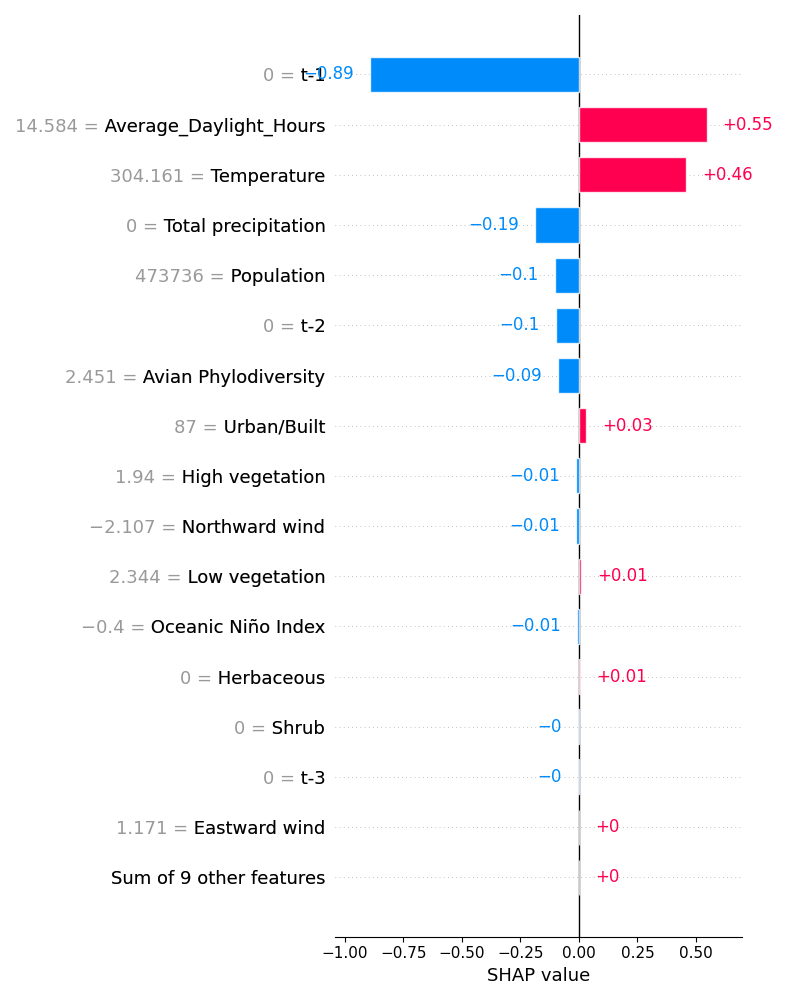 0 = t-1 −0.89
14.584 = Average_Daylight_Hours +0.55
304.161 = Temperature +0.46
0 = Total precipitation −0.19
473736 = Population −0.1
0 = t-2 −0.1
2.451 = Avian Phylodiversity −0.09
87 = Urban/Built +0.03
1.94 = High vegetation −0.01
−2.107 = Northward wind −0.01
2.344 = Low vegetation +0.01
−0.4 = Oceanic Niño Index −0.01
0 = Herbaceous +0.01
0 = Shrub −0
0 = t-3 −0
1.171 = Eastward wind +0
Sum of 9 other features +0
−1.00 −0.75 −0.50 −0.25 0.00 0.25 0.50
SHAP value